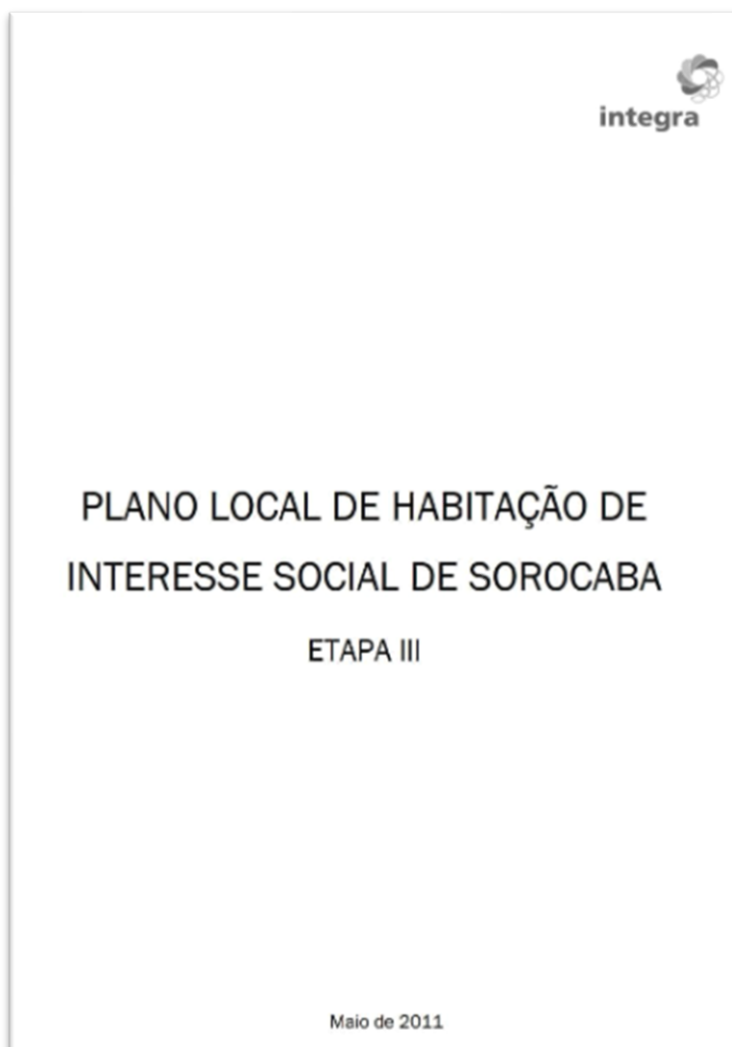 integra
PLANO LOCAL DE HABITAÇÃO DE
INTERESSE SOCIAL DE SOROCABA
ETAPA III
Maio de 2011